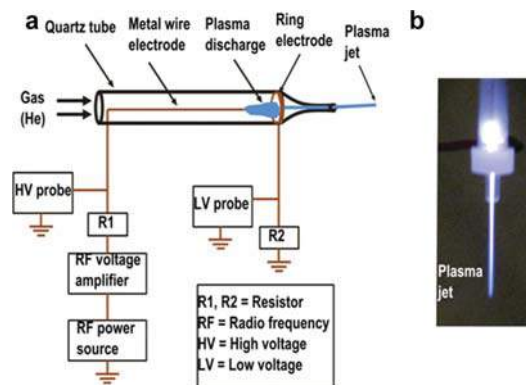 a
b
Quartz tube
Metal wire
electrode
Plasma
discharge
Ring
electrode
Plasma
jet
Gas
(He)
HV probe
R1
LV probe
R2
RF voltage
amplifier
RF power
source
R1, R2 = Resistor
RF = Radio frequency
HV = High voltage
LV = Low voltage
Plasma
jet